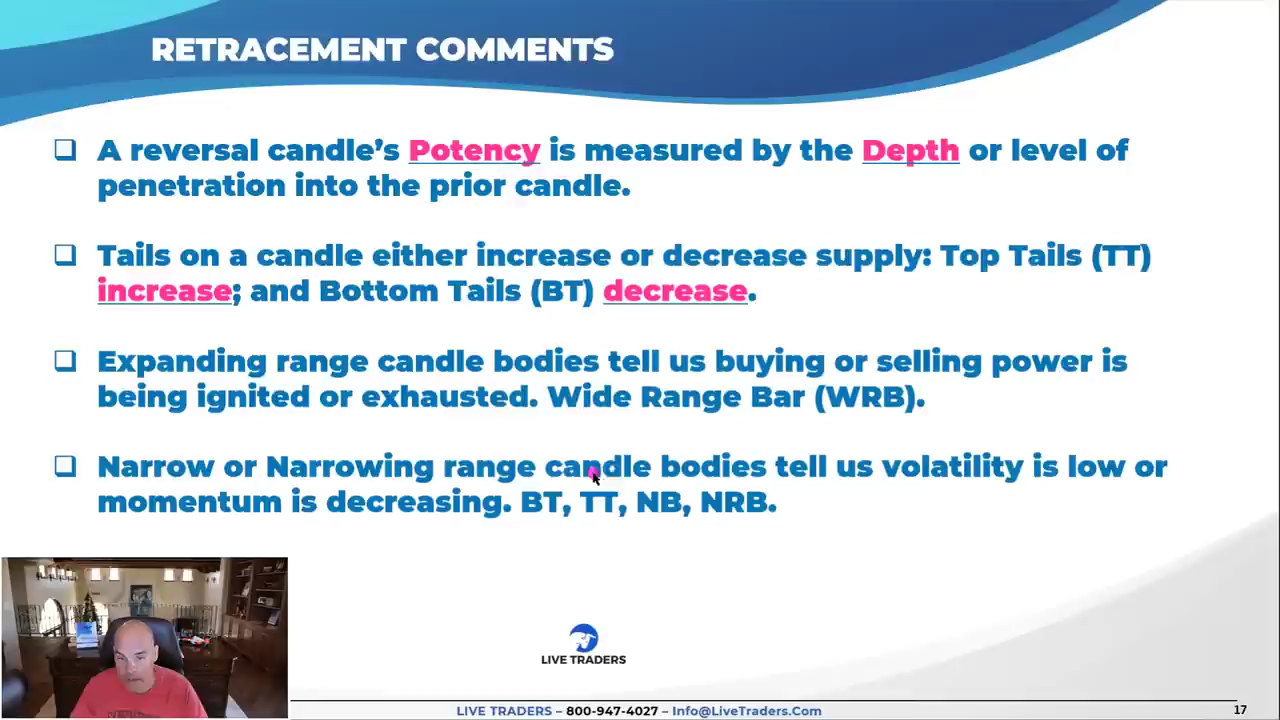 RETRACEMENT COMMENTS
❑ A reversal candle's Potency is measured by the Depth or level of
penetration into the prior candle.
❑ Tails on a candle either increase or decrease supply: Top Tails (TT)
increase; and Bottom Tails (BT) decrease.
❑ Expanding range candle bodies tell us buying or selling power is
being ignited or exhausted. Wide Range Bar (WRB).
❑ Narrow or Narrowing range candle bodies tell us volatility is low or
momentum is decreasing. BT, TT, NB, NRB.
LIVE TRADERS
LIVE TRADERS – 800-947-4027 – Info@LiveTraders.Com
17